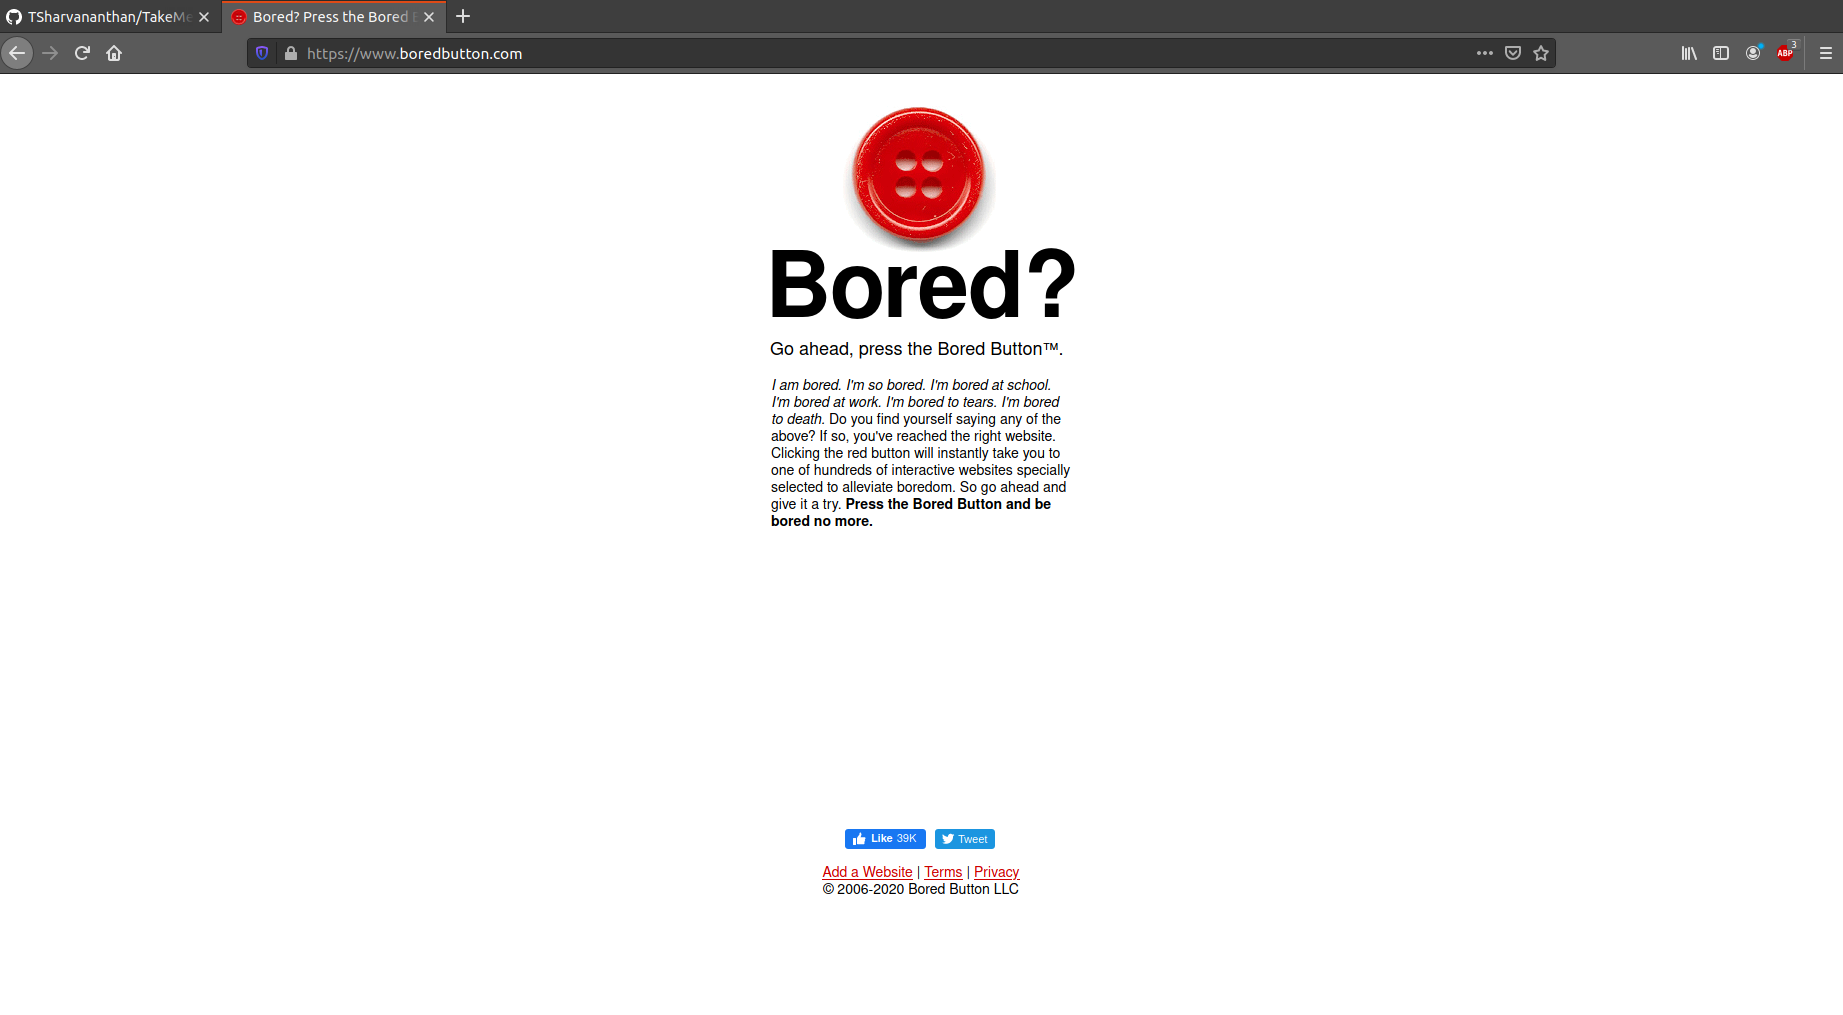 TSharvananthan/TakeMe
Bored? Press the Bored
https://www.boredbutton.com
ABP
3
Bored?
Go ahead, press the Bored Button™.
I am bored. I'm so bored. I'm bored at school.
I'm bored at work. I'm bored to tears. I'm bored
to death. Do you find yourself saying any of the
above? If so, you've reached the right website.
Clicking the red button will instantly take you to
one of hundreds of interactive websites specially
selected to alleviate boredom. So go ahead and
give it a try. Press the Bored Button and be
bored no more.
Like 39K
Tweet
Add a Website | Terms | Privacy
© 2006-2020 Bored Button LLC